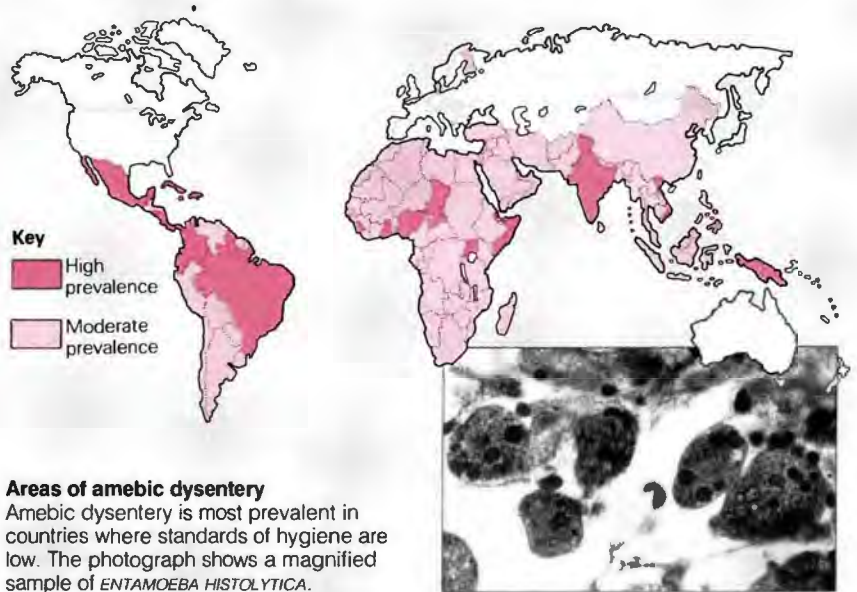 Key
High
prevalence
Moderate
prevalence
Areas of amebic dysentery
Amebic dysentery is most prevalent in
countries where standards of hygiene are
low. The photograph shows a magnified
sample of ENTAMOEBA HISTOLYTICA.